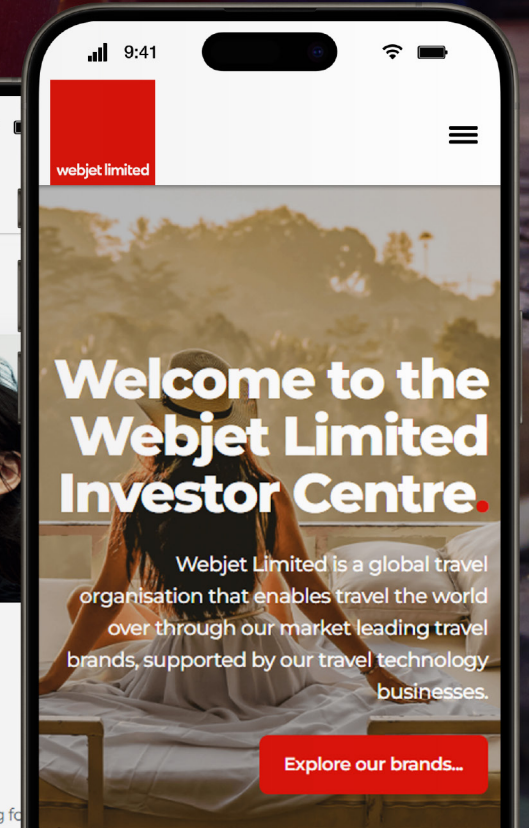 9:41
webjet limited
Welcome to the
Webjet Limited
Investor Centre.
Webjet Limited is a global travel
organisation that enables travel the world
over through our market leading travel
brands, supported by our travel technology
businesses.
Explore our brands...